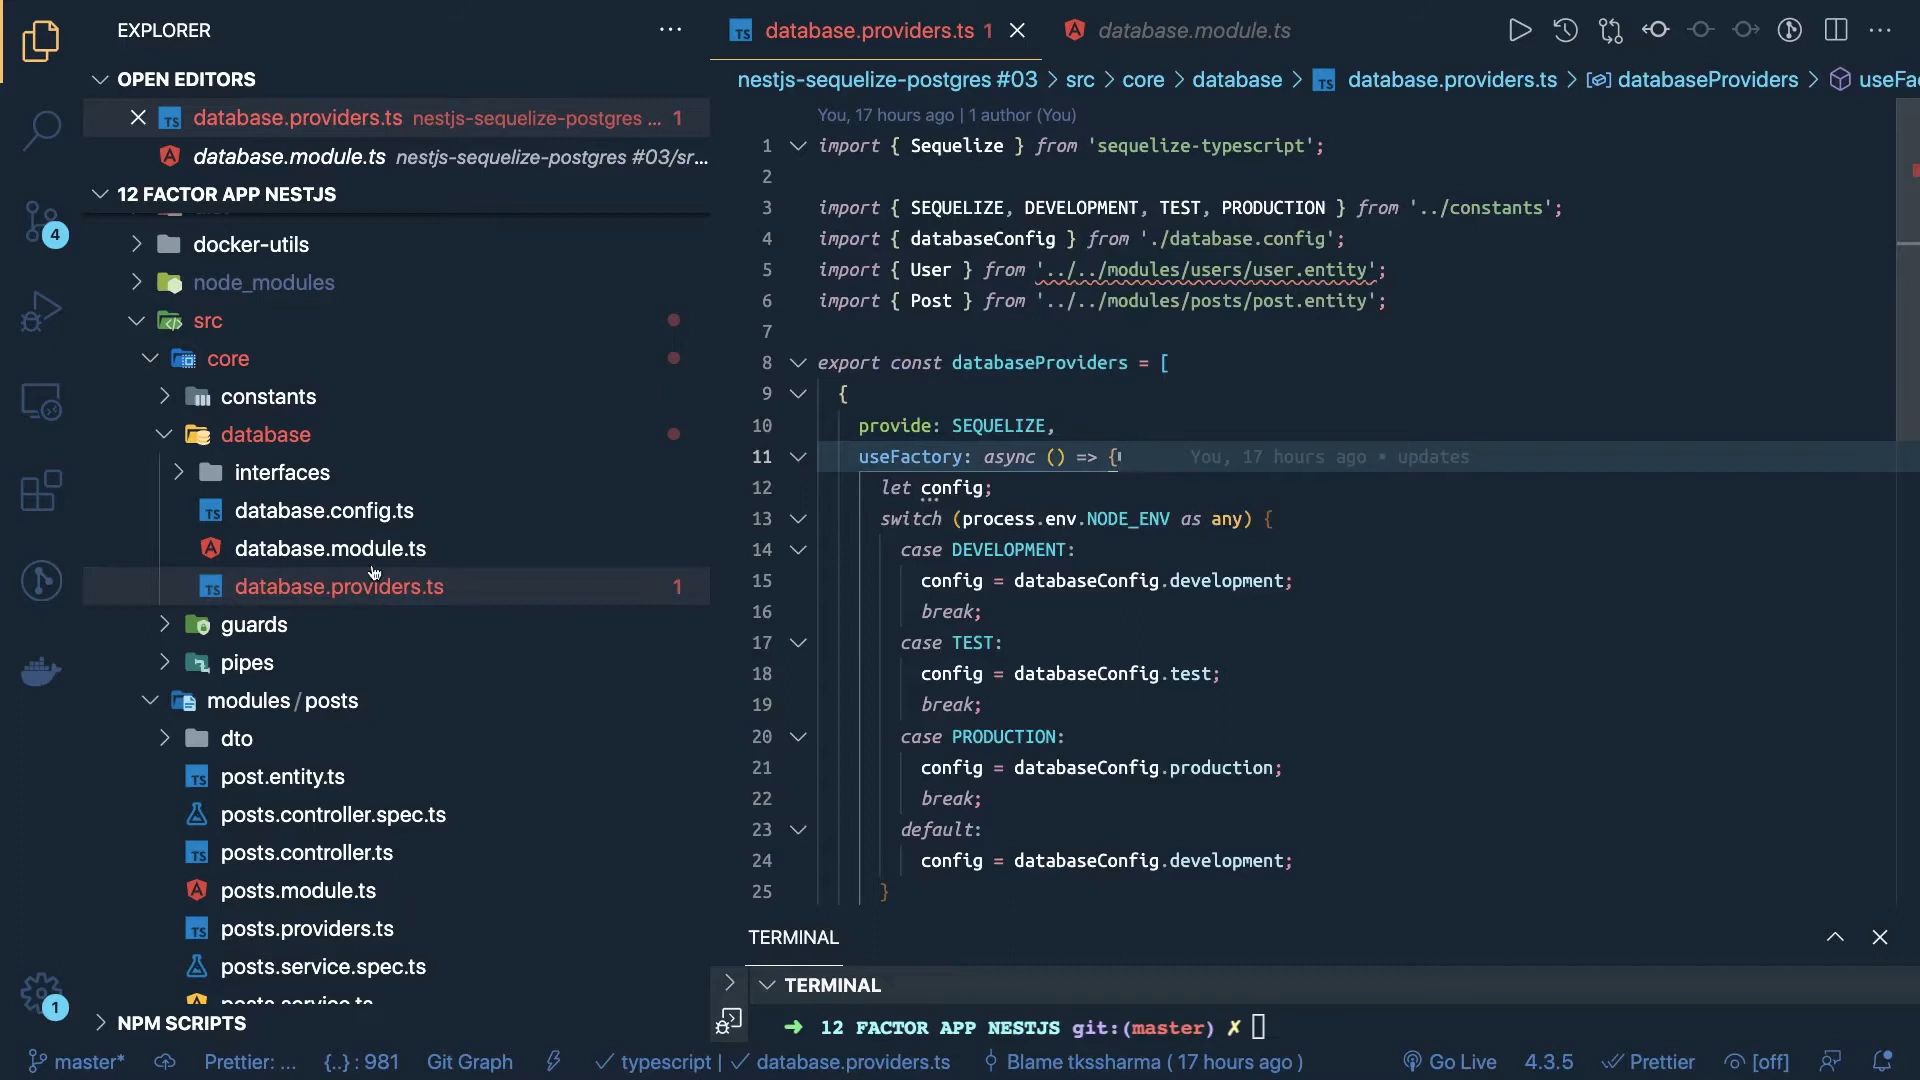 EXPLORER
OPEN EDITORS
database.providers.ts nestjs-sequelize-postgres ... 1
database.module.ts nestjs-sequelize-postgres #03/sr...
12 FACTOR APP NESTJS
docker-utils
node_modules
src
core
constants
database
interfaces
database.config.ts
database.module.ts
database.providers.ts 1
guards
pipes
modules / posts
dto
post.entity.ts
posts.controller.spec.ts
posts.controller.ts
posts.module.ts
posts.providers.ts
posts.service.spec.ts
posts.service.ts
NPM SCRIPTS
4
1
database.providers.ts 1
database.module.ts
nestjs-sequelize-postgres #03 > src > core > database > TS database.providers.ts > databaseProviders > useFa
You, 17 hours ago | 1 author (You)
1 import { Sequelize } from 'sequelize-typescript';
2
3 import { SEQUELIZE, DEVELOPMENT, TEST, PRODUCTION } from '../constants';
4 import { databaseConfig } from './database.config';
5 import { User } from '../../modules/users/user.entity';
6 import { Post } from '../../modules/posts/post.entity';
7
8 export const databaseProviders = [
9 {
10 provide: SEQUELIZE,
11 useFactory: async () => { You, 17 hours ago • updates
12 let config;
13 switch (process.env.NODE_ENV as any) {
14 case DEVELOPMENT:
15 config = databaseConfig.development;
16 break;
17 case TEST:
18 config = databaseConfig.test;
19 break;
20 case PRODUCTION:
21 config = databaseConfig.production;
22 break;
23 default:
24 config = databaseConfig.development;
25 }
TERMINAL
TERMINAL
➜ 12 FACTOR APP NESTJS git:(master) ✗
master* Prettier: ... {..} : 981 Git Graph ✓ typescript | ✓ database.providers.ts Blame tkssharma ( 17 hours ago ) Go Live 4.3.5 Prettier [off]